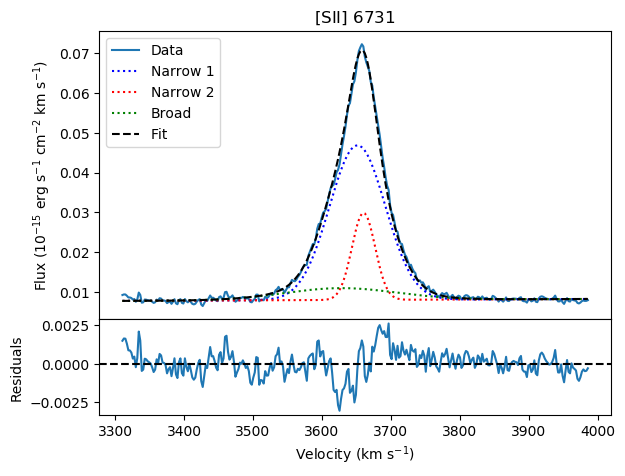 [SII] 6731
Flux (10⁻¹⁵ erg s⁻¹ cm⁻² km s⁻¹)
0.07
0.06
0.05
0.04
0.03
0.02
0.01
Data
Narrow 1
Narrow 2
Broad
Fit
Residuals
0.0025
0.0000
−0.0025
3300 3400 3500 3600 3700 3800 3900 4000
Velocity (km s⁻¹)